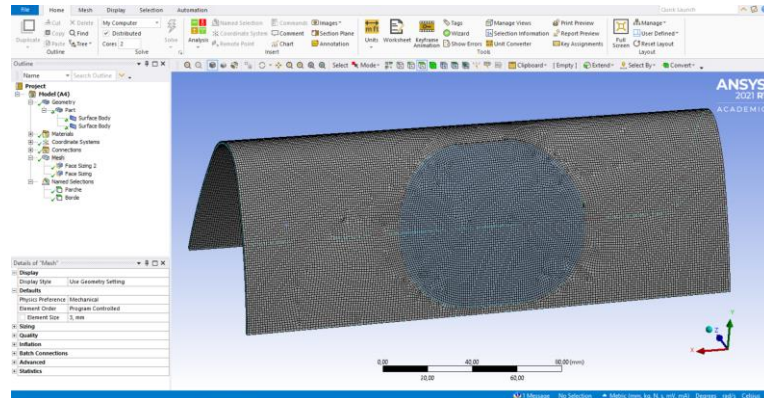 File Home Mesh Display Selection Automation Quick Launch
Duplicate Cut Copy Paste Delete Find Tree
Outline
My Computer Distributed Cores 2 Solve
Solve
Analysis
Named Selection Coordinate System Remote Point Commands Comment Chart Images Section Plane Annotation
Insert
Units Worksheet Keyframe Animation Tags Wizard Show Errors Manage Views Selection Information Unit Converter Print Preview Report Preview Key Assignments
Tools
Full Screen Manage User Defined Reset Layout
Layout
Outline
Name Search Outline
Select Mode Clipboard [Empty] Extend Select By Convert
Project
Model (A4)
Geometry
Part
Surface Body
Surface Body
Materials
Coordinate Systems
Connections
Mesh
Face Sizing 2
Face Sizing
Named Selections
Parche
Borde
ANSYS
2021 R
ACADEMIC
Details of "Mesh"
Display
Display Style Use Geometry Setting
Defaults
Physics Preference Mechanical
Element Order Program Controlled
Element Size 3, mm
Sizing
Quality
Inflation
Batch Connections
Advanced
Statistics
0,00 40,00 80,00 (mm)
20,00 60,00
Y
Z
X
1 Message No Selection Metric (mm, kg, N, s, mV, mA) Degrees rad/s Celsius